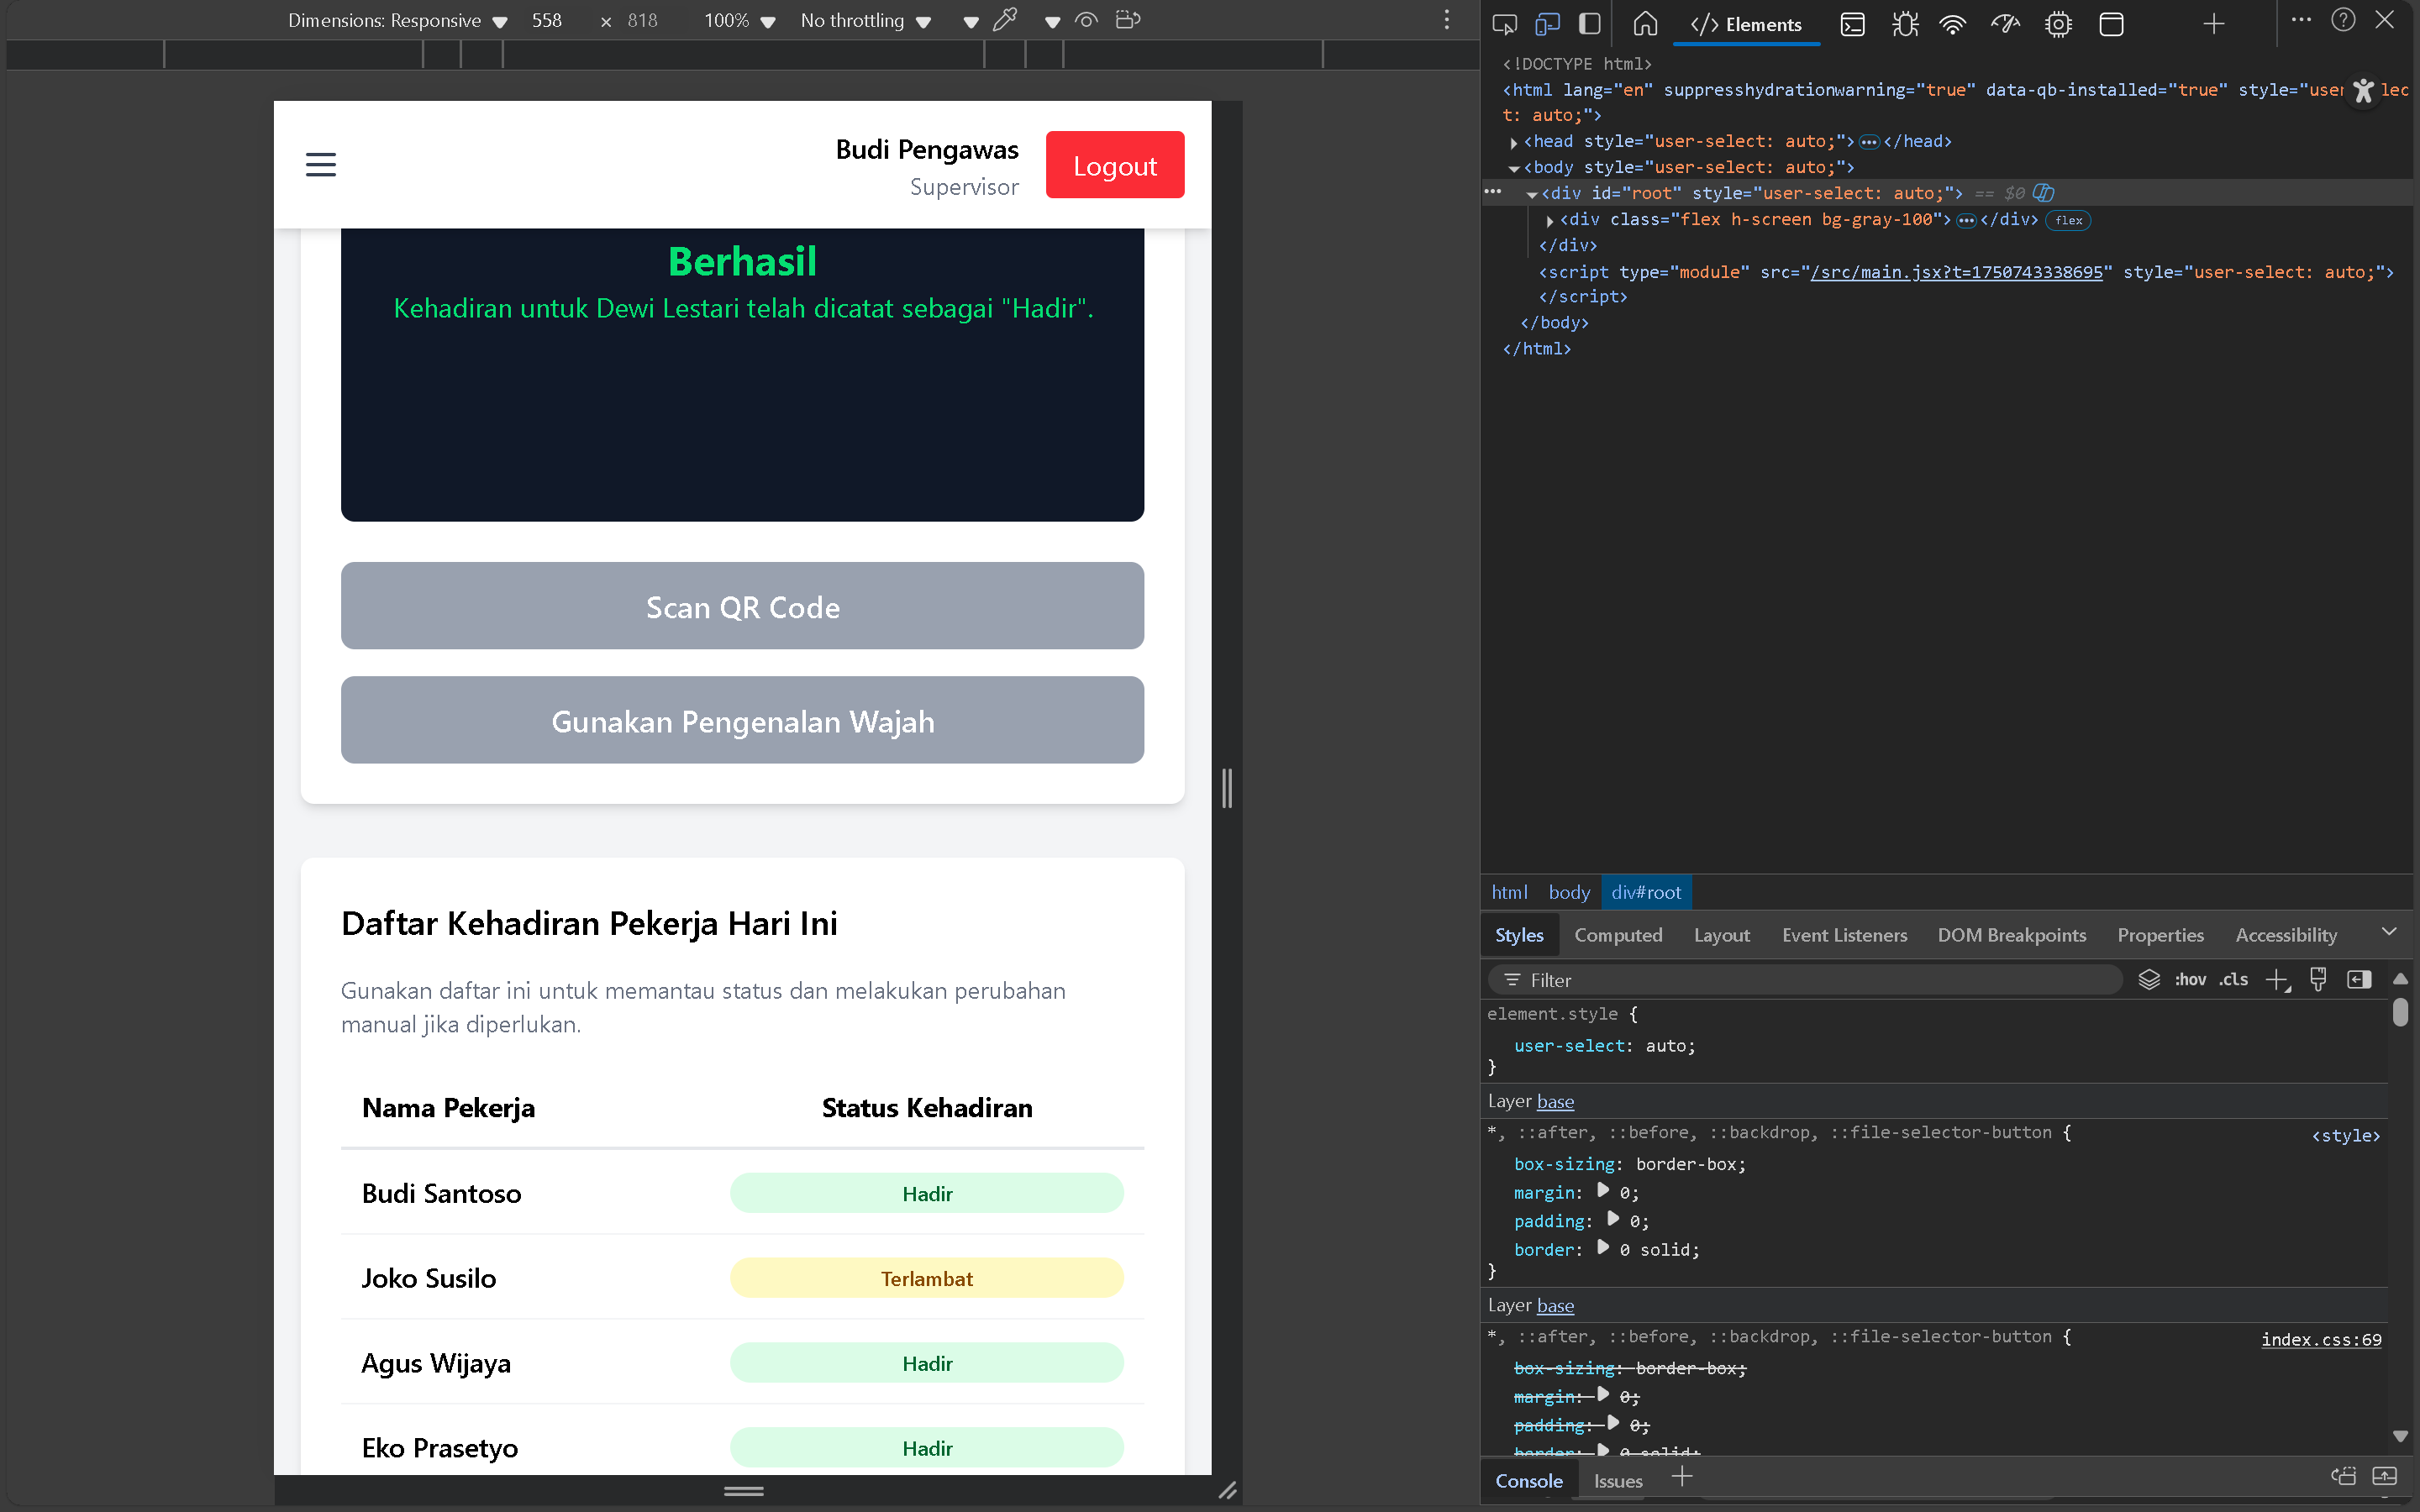 Dimensions: Responsive 558 × 818 100% No throttling
Budi Pengawas
Supervisor
Logout
Berhasil
Kehadiran untuk Dewi Lestari telah dicatat sebagai "Hadir".
Scan QR Code
Gunakan Pengenalan Wajah
Daftar Kehadiran Pekerja Hari Ini
Gunakan daftar ini untuk memantau status dan melakukan perubahan
manual jika diperlukan.
Nama Pekerja Status Kehadiran
Budi Santoso Hadir
Joko Susilo Terlambat
Agus Wijaya Hadir
Eko Prasetyo Hadir
</> Elements
<!DOCTYPE html>
<html lang="en" suppresshydrationwarning="true" data-qb-installed="true" style="user lec
t: auto;">
<head style="user-select: auto;"> ••• </head>
<body style="user-select: auto;">
••• <div id="root" style="user-select: auto;"> == $0
<div class="flex h-screen bg-gray-100"> ••• </div> flex
</div>
<script type="module" src="/src/main.jsx?t=1750743338695" style="user-select: auto;">
</script>
</body>
</html>
html body div#root
Styles Computed Layout Event Listeners DOM Breakpoints Properties Accessibility
Filter :hov .cls
element.style {
user-select: auto;
}
Layer base
*, ::after, ::before, ::backdrop, ::file-selector-button { <style>
box-sizing: border-box;
margin: 0;
padding: 0;
border: 0 solid;
}
Layer base
*, ::after, ::before, ::backdrop, ::file-selector-button { index.css:69
box-sizing: border-box;
margin: 0;
padding: 0;
border: 0 solid;
Console Issues